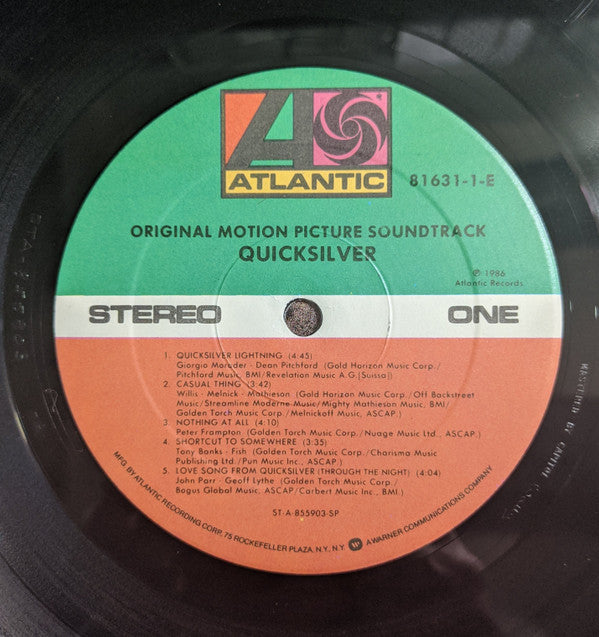 ATLANTIC
81631-1-E
ORIGINAL MOTION PICTURE SOUNDTRACK
QUICKSILVER
℗ 1986
Atlantic Records
STEREO
ONE
1. QUICKSILVER LIGHTNING (4:45)
Giorgio Moroder - Dean Pitchford (Gold Horizon Music Corp./
Pitchford Music, BMI/Revelation Music A.G.(Suissa))
2. CASUAL THING (3:42)
Willis - Melnick - Mathieson (Gold Horizon Music Corp./Off Backstreet
Music/Streamline Moderne Music/Mighty Mathieson Music, BMI/
Golden Torch Music Corp./Melnickoff Music, ASCAP.)
3. NOTHING AT ALL (4:10)
Peter Frampton (Golden Torch Music Corp./Nuage Music Ltd., ASCAP.)
4. SHORTCUT TO SOMEWHERE (3:35)
Tony Banks - Fish (Golden Torch Music Corp./Charisma Music
Publishing Ltd/Pun Music Inc., ASCAP.)
5. LOVE SONG FROM QUICKSILVER (THROUGH THE NIGHT) (4:04)
John Parr - Geoff Lythe (Golden Torch Music Corp./
Bogus Global Music, ASCAP/Carbert Music Inc., BMI.)
ST-A-855903-SP
MFG. BY ATLANTIC RECORDING CORP., 75 ROCKEFELLER PLAZA, N.Y., N.Y. A WARNER COMMUNICATIONS COMPANY
MASTERED BY CAPITOL